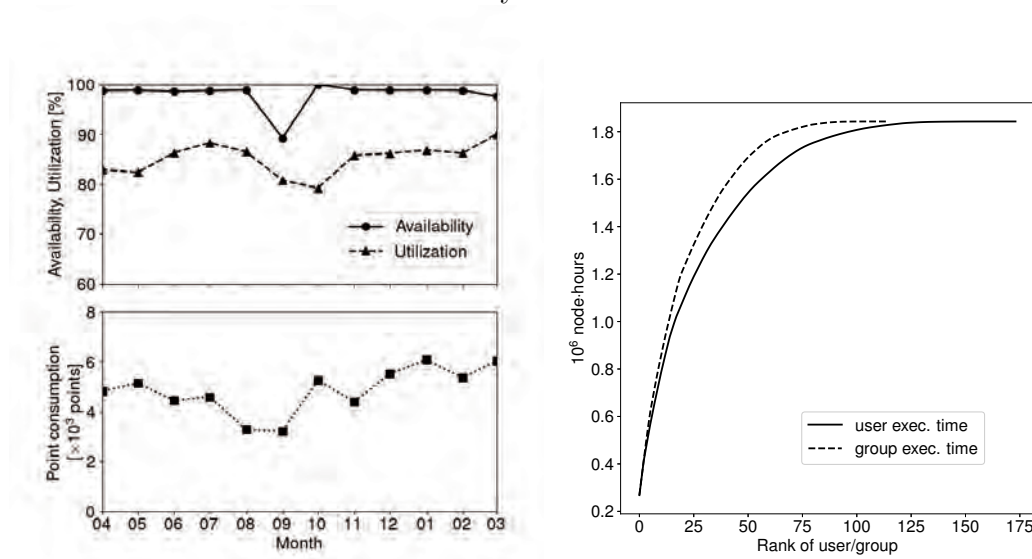 100
90
80
70
60
Availability, Utilization [%]
Availability
Utilization
8
6
4
2
0
Point consumption
[×10³ points]
04 05 06 07 08 09 10 11 12 01 02 03
Month
1.8
1.6
1.4
1.2
1.0
0.8
0.6
0.4
0.2
10⁶ node·hours
user exec. time
group exec. time
0 25 50 75 100 125 150 175
Rank of user/group